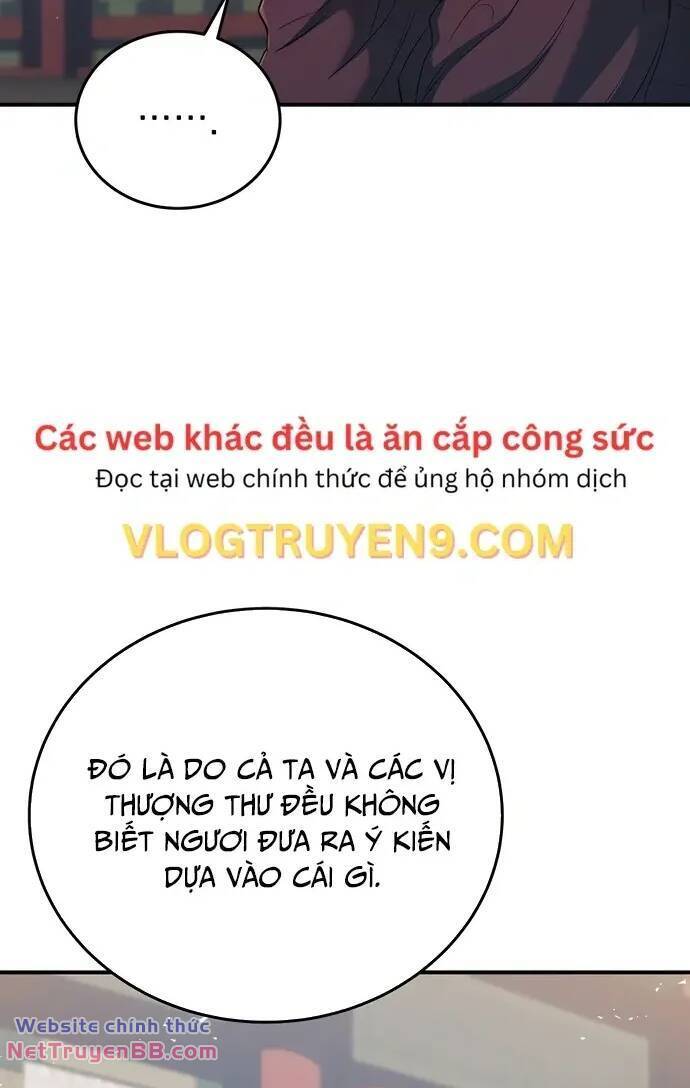 .......
Các web khác đều là ăn cắp công sức
Đọc tại web chính thức để ủng hộ nhóm dịch
VLOGTRUYEN9.COM
ĐÓ LÀ DO CẢ TA VÀ CÁC VỊ
THƯỢNG THƯ ĐỀU KHÔNG
BIẾT NGƯƠI ĐƯA RA Ý KIẾN
DỰA VÀO CÁI GÌ.
Website chính thức
NetTruyenBB.com